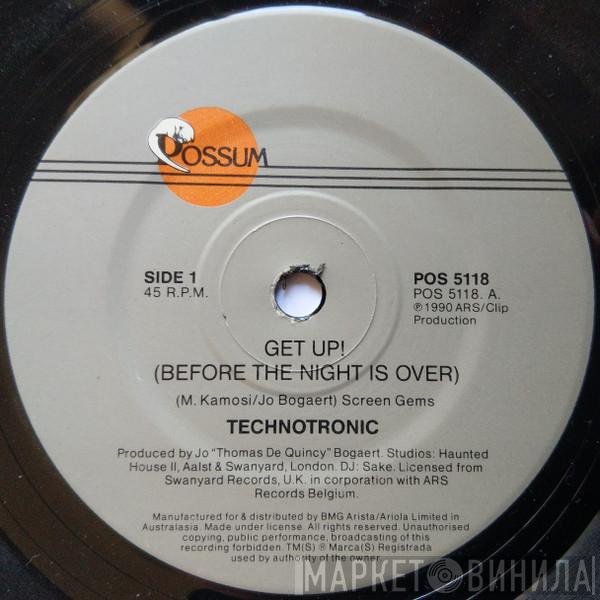 POSSUM
SIDE 1
45 R.P.M.
POS 5118
POS 5118. A.
℗ 1990 ARS/Clip
Production
GET UP!
(BEFORE THE NIGHT IS OVER)
(M. Kamosi/Jo Bogaert) Screen Gems
TECHNOTRONIC
Produced by Jo "Thomas De Quincy" Bogaert. Studios: Haunted
House II, Aalst & Swanyard, London. DJ: Sake. Licensed from
Swanyard Records, U.K. in corporation with ARS
Records Belgium.
Manufactured for & distributed by BMG Arista/Ariola Limited in
Australasia. Made under license. All rights reserved. Unauthorised
copying, public performance, broadcasting of this
recording forbidden. TM(S) ® Marca(S) Registrada
used by authority of the owner.
МАРКЕТ ВИНИЛА